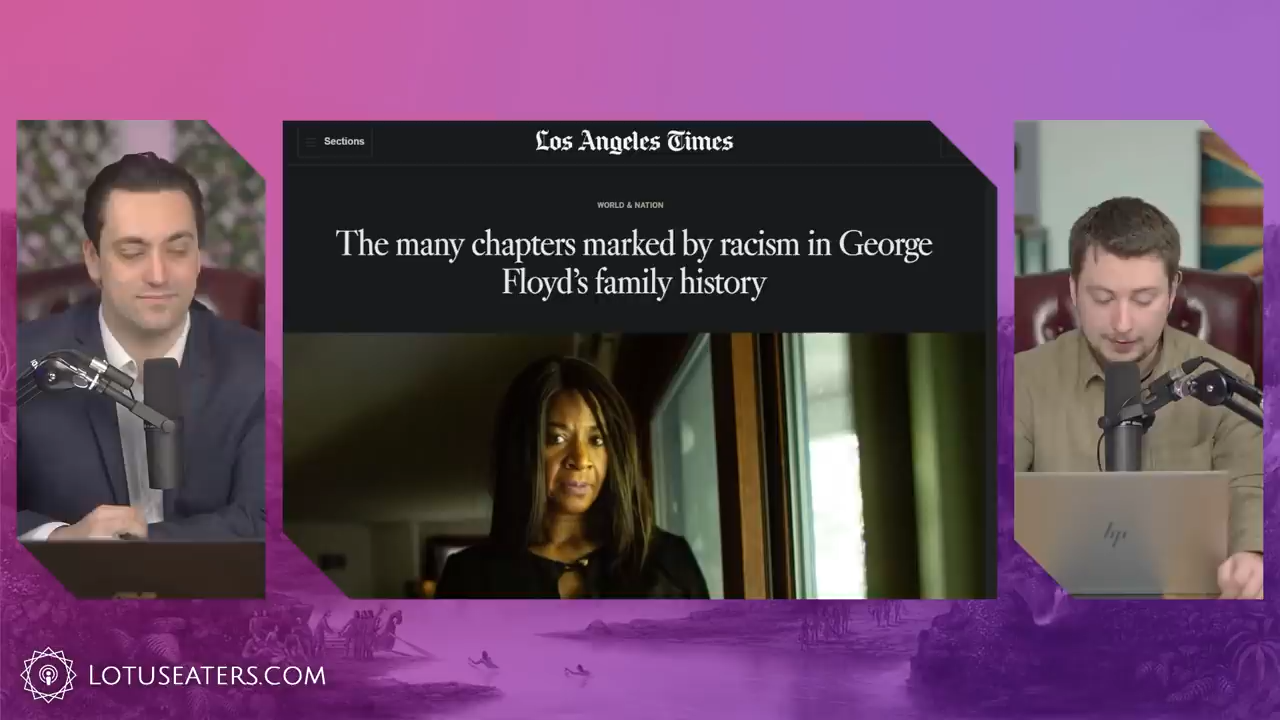 Sections
Los Angeles Times
WORLD & NATION
The many chapters marked by racism in George
Floyd's family history
hp
LOTUSEATERS.COM